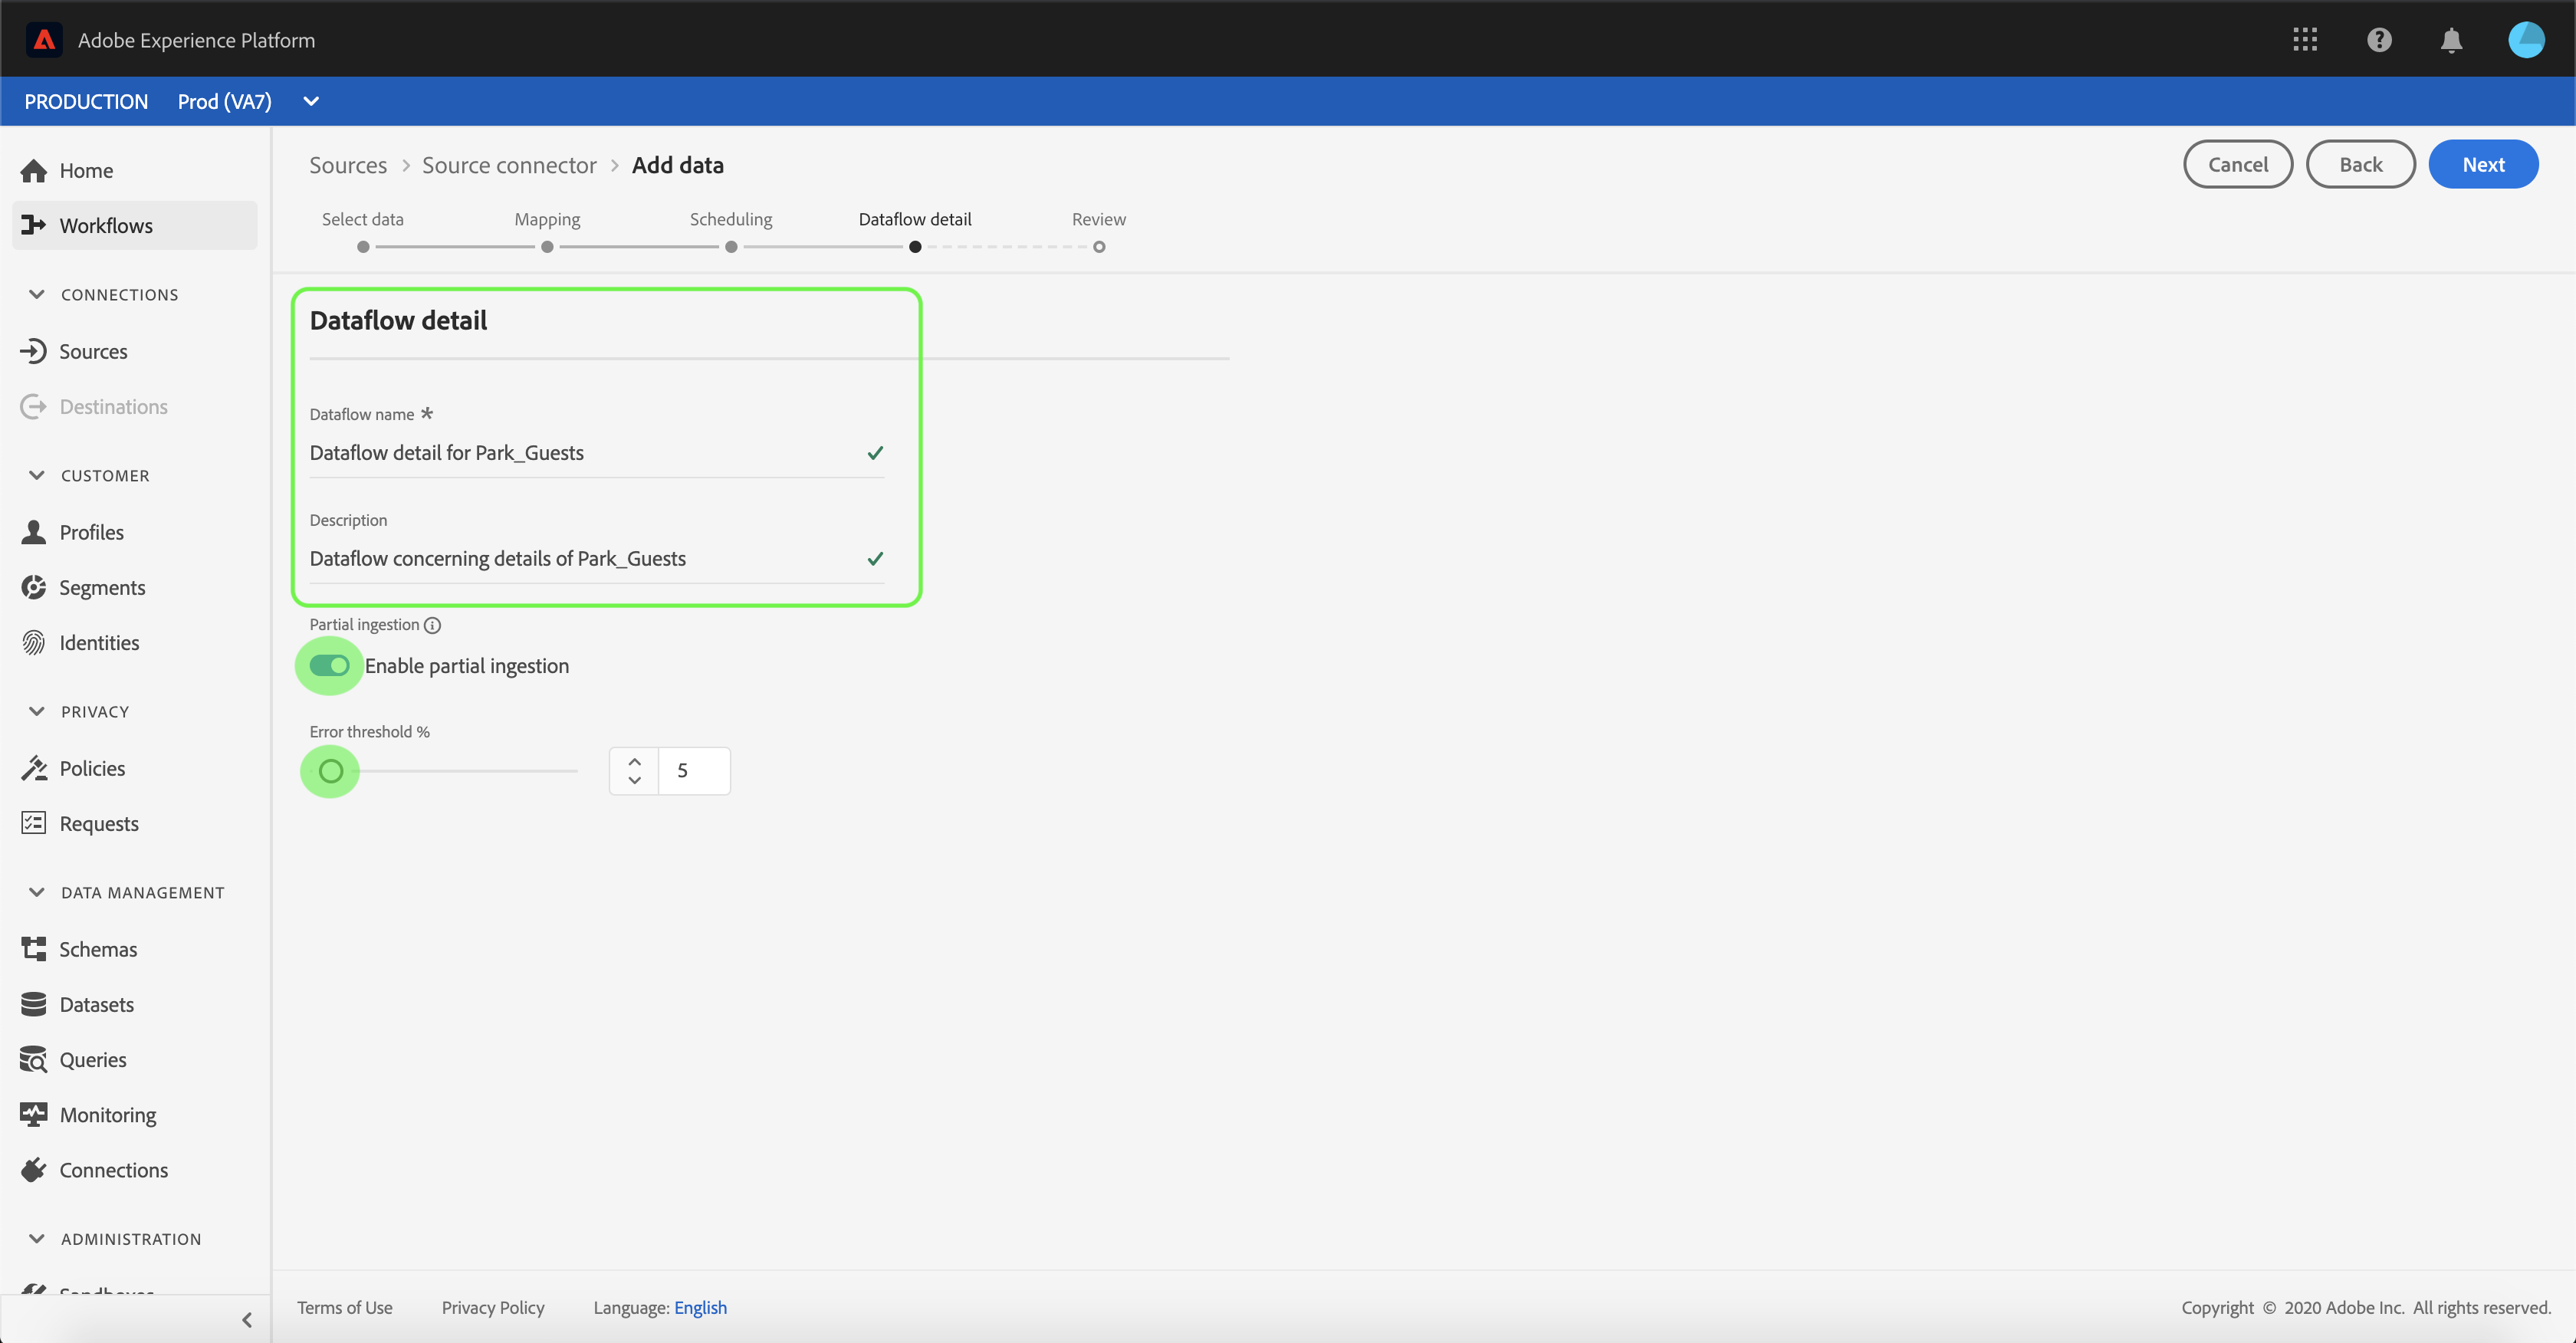 Adobe Experience Platform
PRODUCTION Prod (VA7)
Home
Workflows
CONNECTIONS
Sources
Destinations
CUSTOMER
Profiles
Segments
Identities
PRIVACY
Policies
Requests
DATA MANAGEMENT
Schemas
Datasets
Queries
Monitoring
Connections
ADMINISTRATION
Sandboxes
Sources > Source connector > Add data
Cancel Back Next
Select data Mapping Scheduling Dataflow detail Review
Dataflow detail
Dataflow name *
Dataflow detail for Park_Guests
Description
Dataflow concerning details of Park_Guests
Partial ingestion
Enable partial ingestion
Error threshold %
5
Terms of Use Privacy Policy Language: English Copyright © 2020 Adobe Inc. All rights reserved.